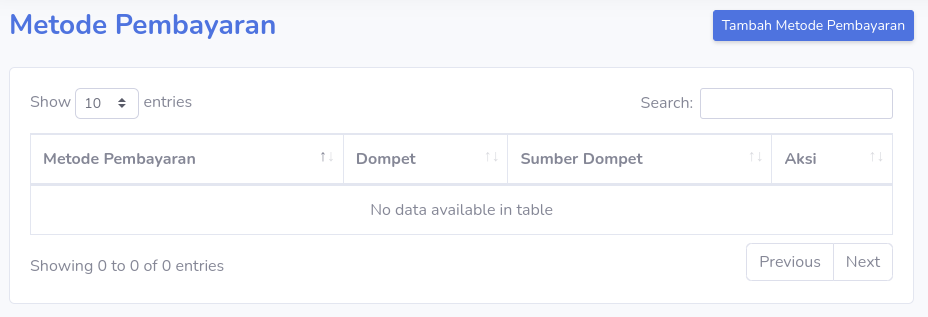 Metode Pembayaran
Tambah Metode Pembayaran
Show 10 entries
Search:
Metode Pembayaran Dompet Sumber Dompet Aksi
No data available in table
Showing 0 to 0 of 0 entries
Previous Next